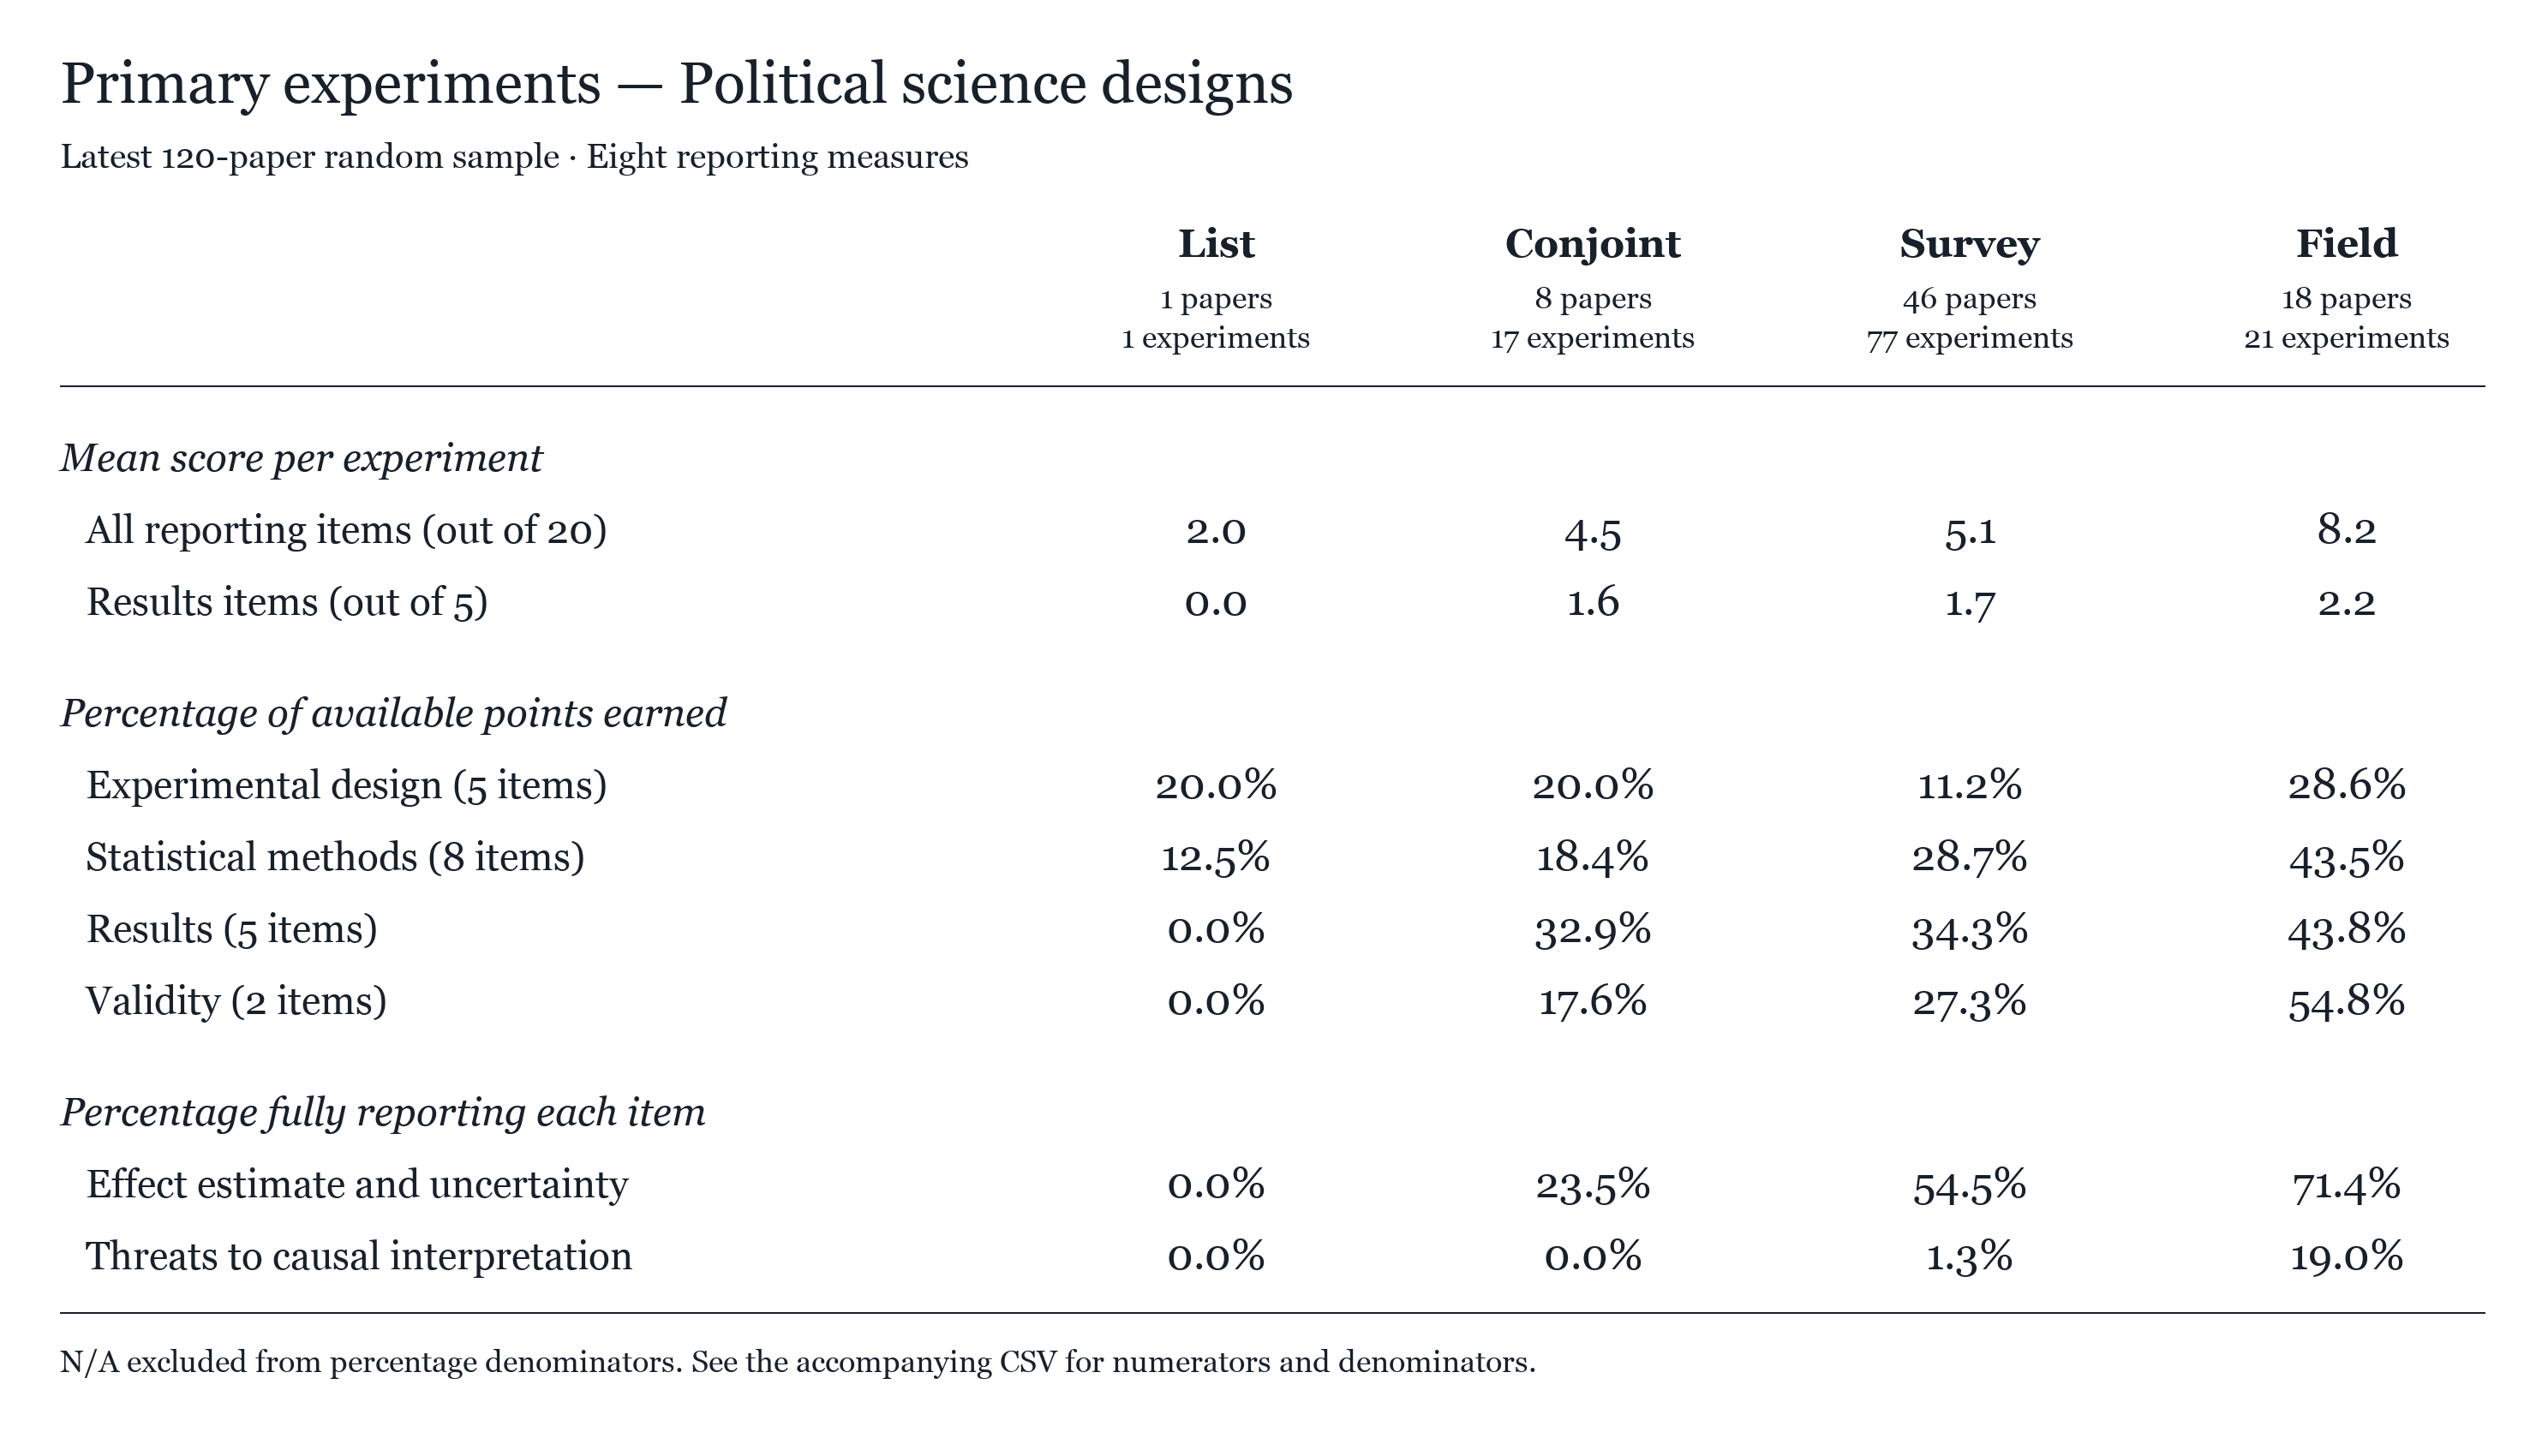 Primary experiments — Political science designs
Latest 120-paper random sample · Eight reporting measures
List Conjoint Survey Field
1 papers 8 papers 46 papers 18 papers
1 experiments 17 experiments 77 experiments 21 experiments
Mean score per experiment
All reporting items (out of 20) 2.0 4.5 5.1 8.2
Results items (out of 5) 0.0 1.6 1.7 2.2
Percentage of available points earned
Experimental design (5 items) 20.0% 20.0% 11.2% 28.6%
Statistical methods (8 items) 12.5% 18.4% 28.7% 43.5%
Results (5 items) 0.0% 32.9% 34.3% 43.8%
Validity (2 items) 0.0% 17.6% 27.3% 54.8%
Percentage fully reporting each item
Effect estimate and uncertainty 0.0% 23.5% 54.5% 71.4%
Threats to causal interpretation 0.0% 0.0% 1.3% 19.0%
N/A excluded from percentage denominators. See the accompanying CSV for numerators and denominators.